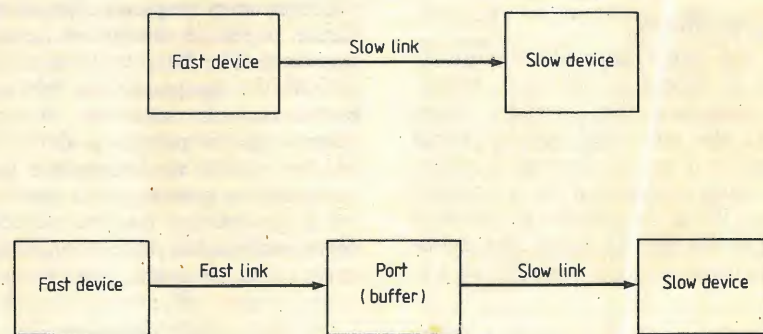 Fast device
Slow link
Slow device
Fast device
Fast link
Port
(buffer)
Slow link
Slow device